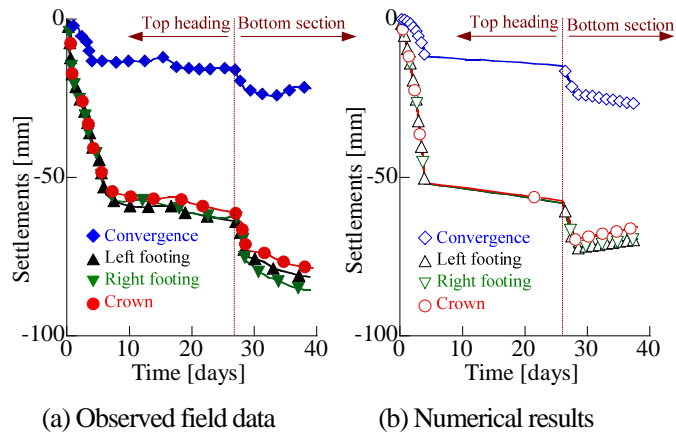 0
Top heading
Bottom section
-50
-100
Settlements [mm]
Convergence
Left footing
Right footing
Crown
0 10 20 30 40
Time [days]
(a) Observed field data
0
Top heading
Bottom section
-50
-100
Settlements [mm]
Convergence
Left footing
Right footing
Crown
0 10 20 30 40
Time [days]
(b) Numerical results